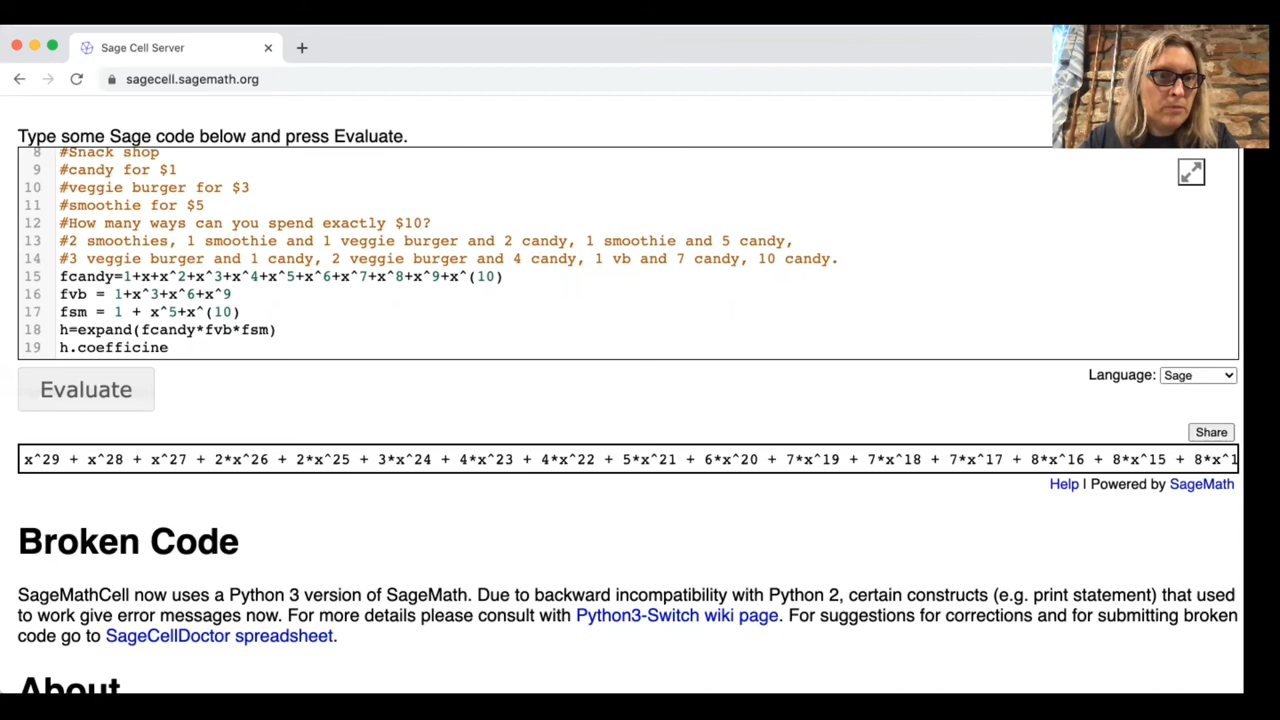 Sage Cell Server
sagecell.sagemath.org
Type some Sage code below and press Evaluate.
8 #Snack shop
9 #candy for $1
10 #veggie burger for $3
11 #smoothie for $5
12 #How many ways can you spend exactly $10?
13 #2 smoothies, 1 smoothie and 1 veggie burger and 2 candy, 1 smoothie and 5 candy,
14 #3 veggie burger and 1 candy, 2 veggie burger and 4 candy, 1 vb and 7 candy, 10 candy.
15 fcandy=1+x+x^2+x^3+x^4+x^5+x^6+x^7+x^8+x^9+x^(10)
16 fvb = 1+x^3+x^6+x^9
17 fsm = 1 + x^5+x^(10)
18 h=expand(fcandy*fvb*fsm)
19 h.coefficine
Evaluate
Language: Sage
Share
x^29 + x^28 + x^27 + 2*x^26 + 2*x^25 + 3*x^24 + 4*x^23 + 4*x^22 + 5*x^21 + 6*x^20 + 7*x^19 + 7*x^18 + 7*x^17 + 8*x^16 + 8*x^15 + 8*x^1
Help | Powered by SageMath
Broken Code
SageMathCell now uses a Python 3 version of SageMath. Due to backward incompatibility with Python 2, certain constructs (e.g. print statement) that used
to work give error messages now. For more details please consult with Python3-Switch wiki page. For suggestions for corrections and for submitting broken
code go to SageCellDoctor spreadsheet.
About